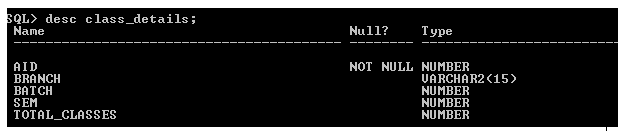 SQL> desc class_details;
Name Null? Type
AID NOT NULL NUMBER
BRANCH VARCHAR2(15)
BATCH NUMBER
SEM NUMBER
TOTAL_CLASSES NUMBER